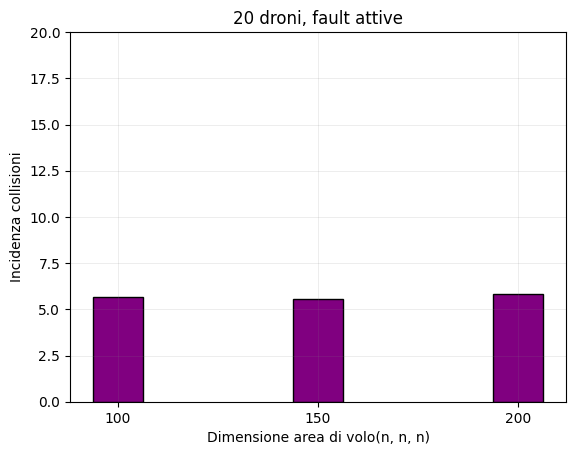 20 droni, fault attive
Incidenza collisioni
20.0
17.5
15.0
12.5
10.0
7.5
5.0
2.5
0.0
100 150 200
Dimensione area di volo(n, n, n)